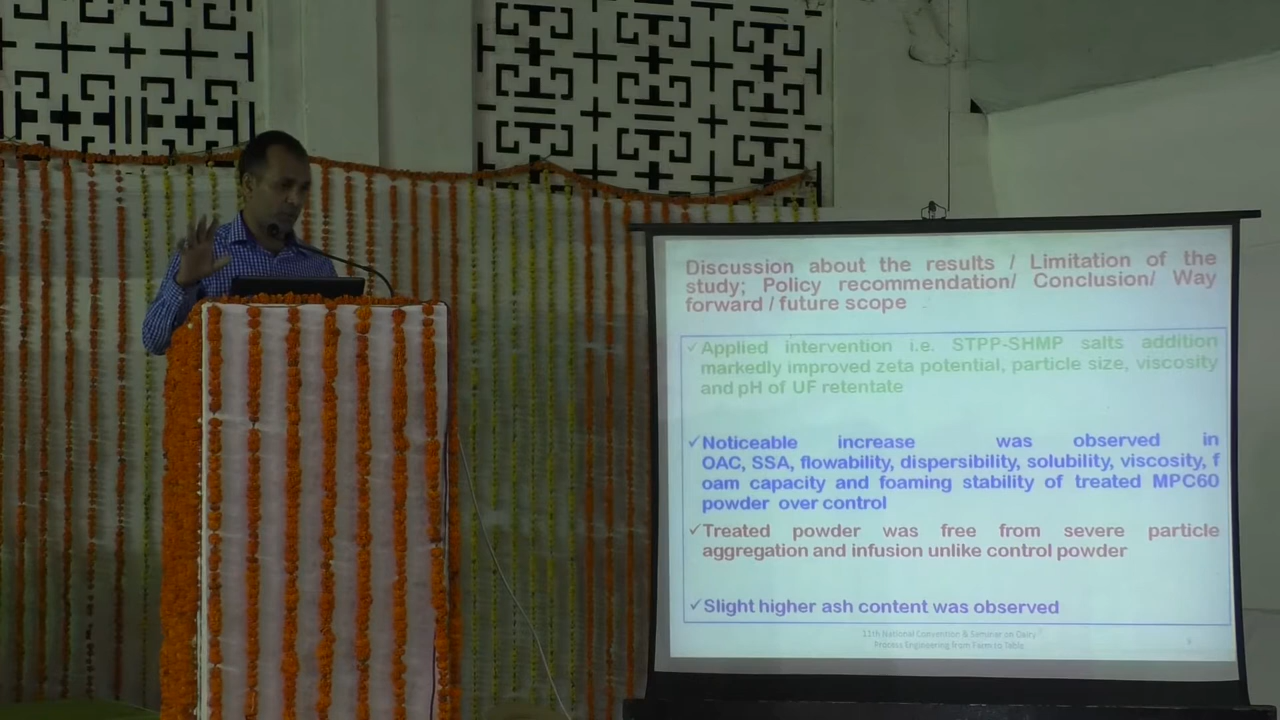 Discussion about the results / Limitation of the
study; Policy recommendation/ Conclusion/ Way
forward / future scope
✓Applied intervention i.e. STPP-SHMP salts addition
markedly improved zeta potential, particle size, viscosity
and pH of UF retentate
✓Noticeable increase was observed in
OAC, SSA, flowability, dispersibility, solubility, viscosity, f
oam capacity and foaming stability of treated MPC60
powder over control
✓Treated powder was free from severe particle
aggregation and infusion unlike control powder
✓Slight higher ash content was observed
11th National Convention & Seminar on Dairy
Process Engineering from Farm to Table